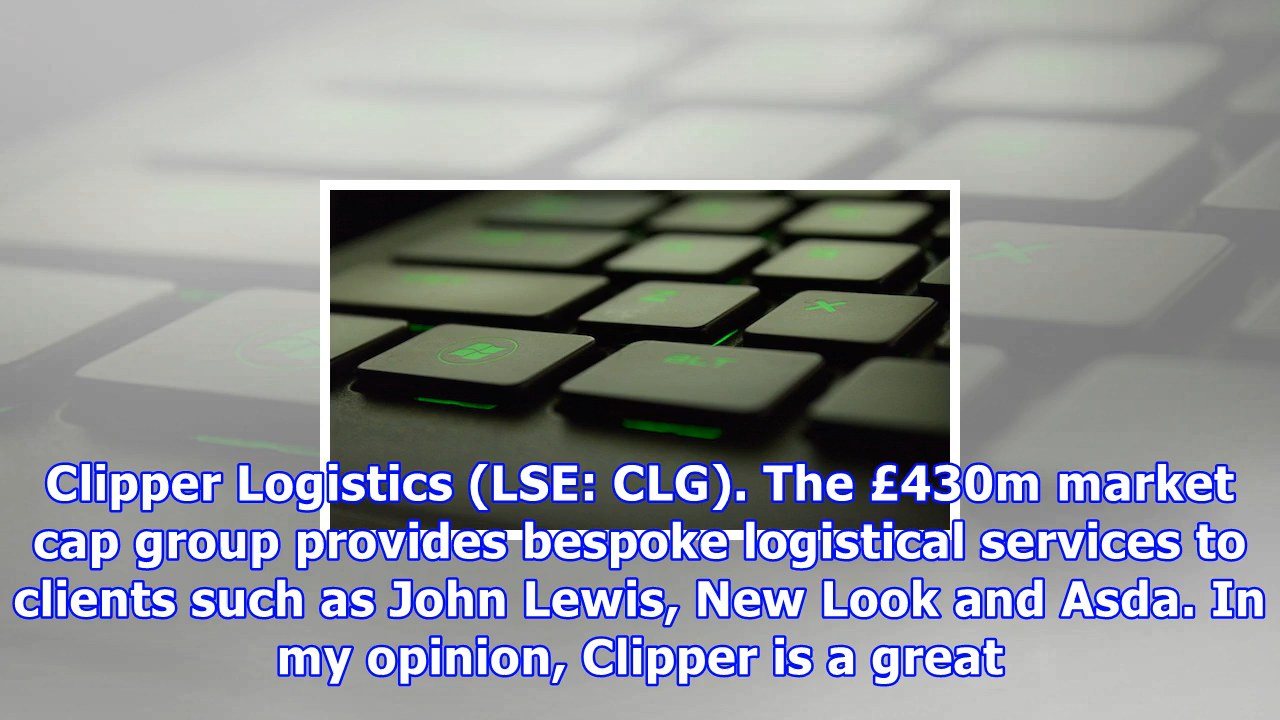 Z
X
ALT
X
Clipper Logistics (LSE: CLG). The £430m market
cap group provides bespoke logistical services to
clients such as John Lewis, New Look and Asda. In
my opinion, Clipper is a great